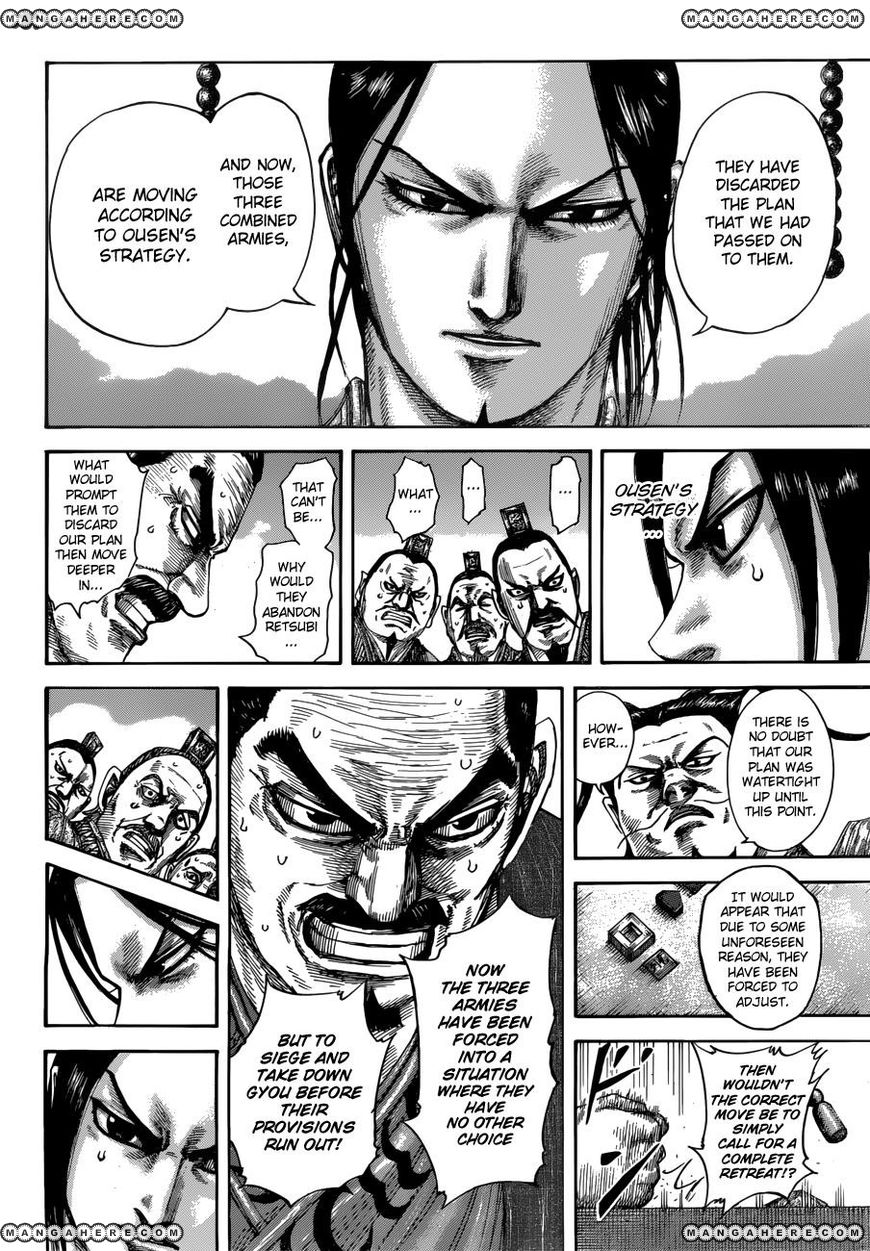 MANGAHERE.COM
MANGAHERE.COM
THEY HAVE
DISCARDED
THE PLAN
THAT WE HAD
PASSED ON
TO THEM.
AND NOW,
THOSE
THREE
COMBINED
ARMIES,
ARE MOVING
ACCORDING
TO OUSEN'S
STRATEGY.
OUSEN'S
STRATEGY
...
...
...
WHAT
...
THAT
CAN'T
BE...
WHY
WOULD
THEY
ABANDON
RETSUBI
...
WHAT
WOULD
PROMPT
THEM TO
DISCARD
OUR PLAN
THEN MOVE
DEEPER
IN...
THERE IS
NO DOUBT
THAT OUR
PLAN WAS
WATERTIGHT
UP UNTIL
THIS POINT.
HOW-
EVER...
IT WOULD
APPEAR THAT
DUE TO SOME
UNFORESEEN
REASON, THEY
HAVE BEEN
FORCED TO
ADJUST.
THEN
WOULDN'T
THE CORRECT
MOVE BE TO
SIMPLY
CALL FOR A
COMPLETE
RETREAT!?
ドン
NOW
THE THREE
ARMIES
HAVE BEEN
FORCED
INTO A
SITUATION
WHERE THEY
HAVE
NO OTHER
CHOICE
BUT TO
SIEGE AND
TAKE DOWN
GYOU BEFORE
THEIR
PROVISIONS
RUN OUT!
MANGAHERE.COM
MANGAHERE.COM